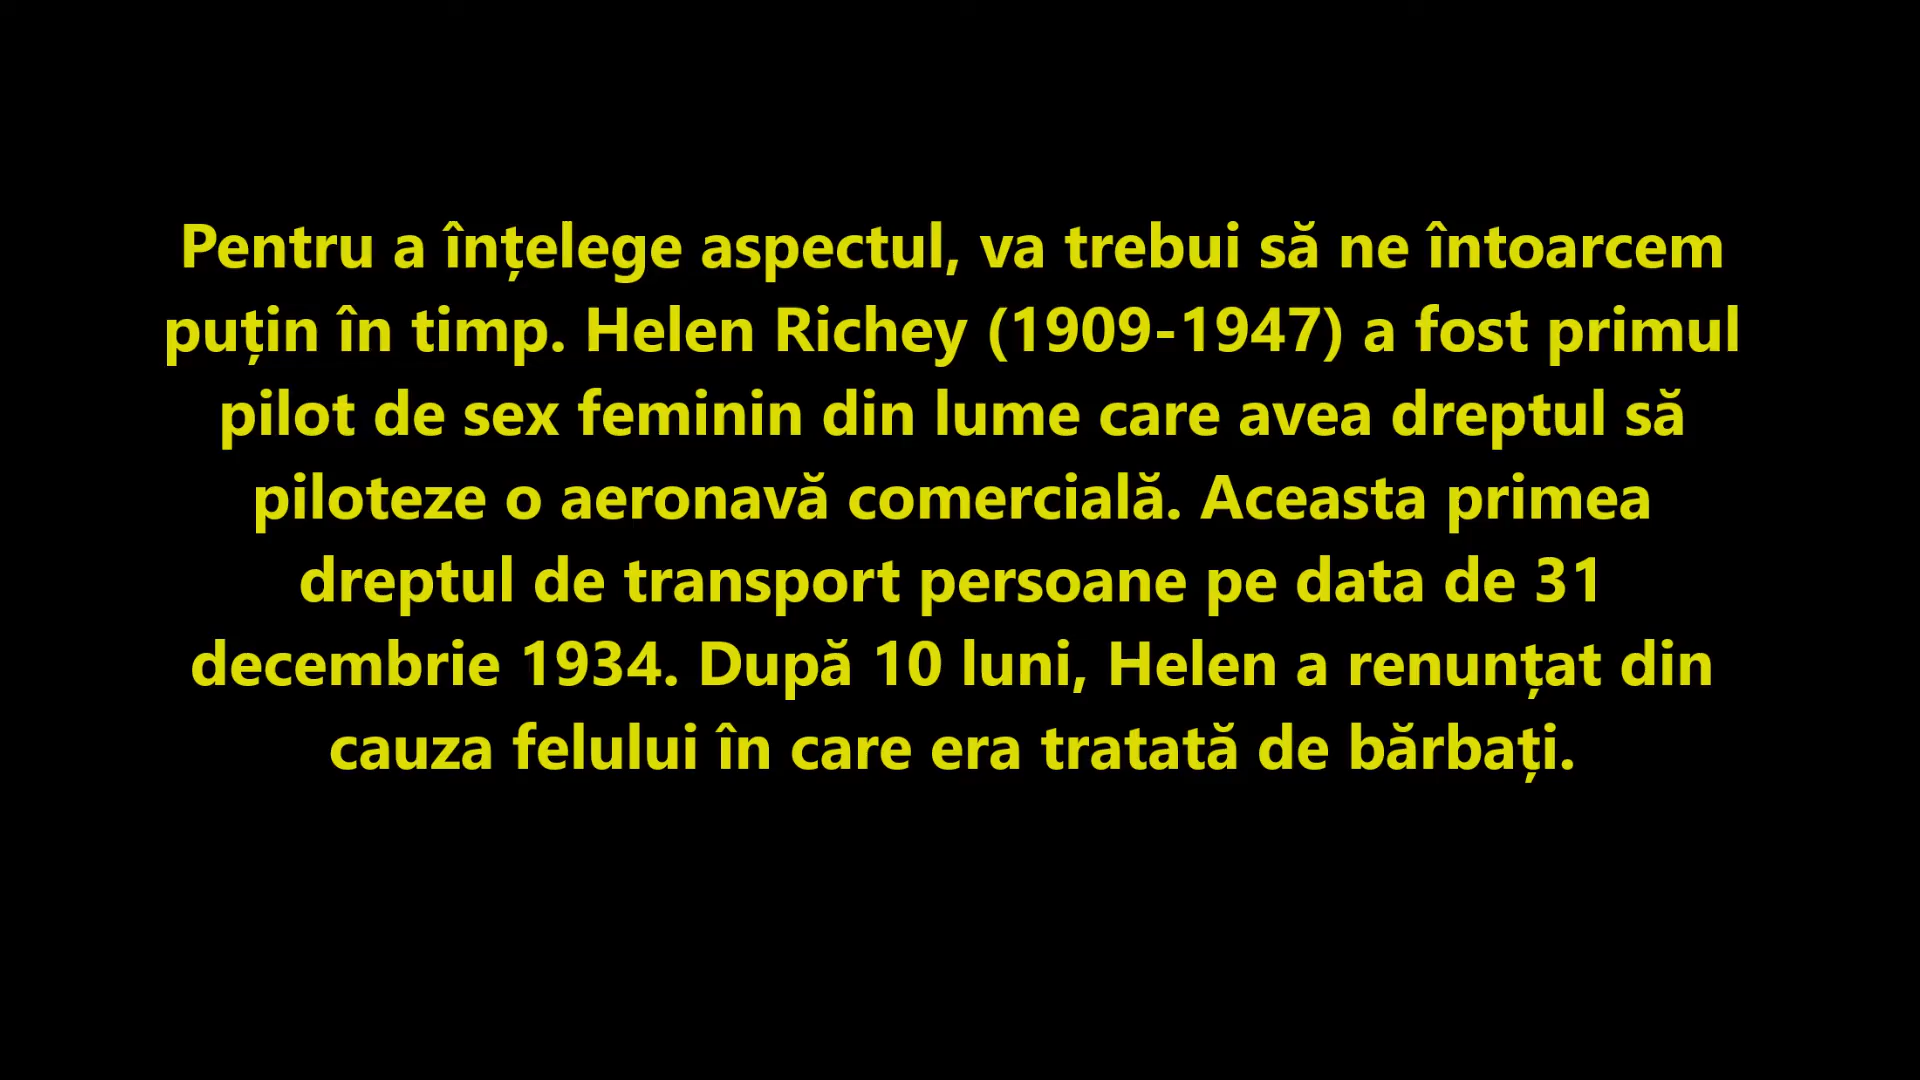 Pentru a înțelege aspectul, va trebui să ne întoarcem
puțin în timp. Helen Richey (1909-1947) a fost primul
pilot de sex feminin din lume care avea dreptul să
piloteze o aeronavă comercială. Aceasta primea
dreptul de transport persoane pe data de 31
decembrie 1934. După 10 luni, Helen a renunțat din
cauza felului în care era tratată de bărbați.